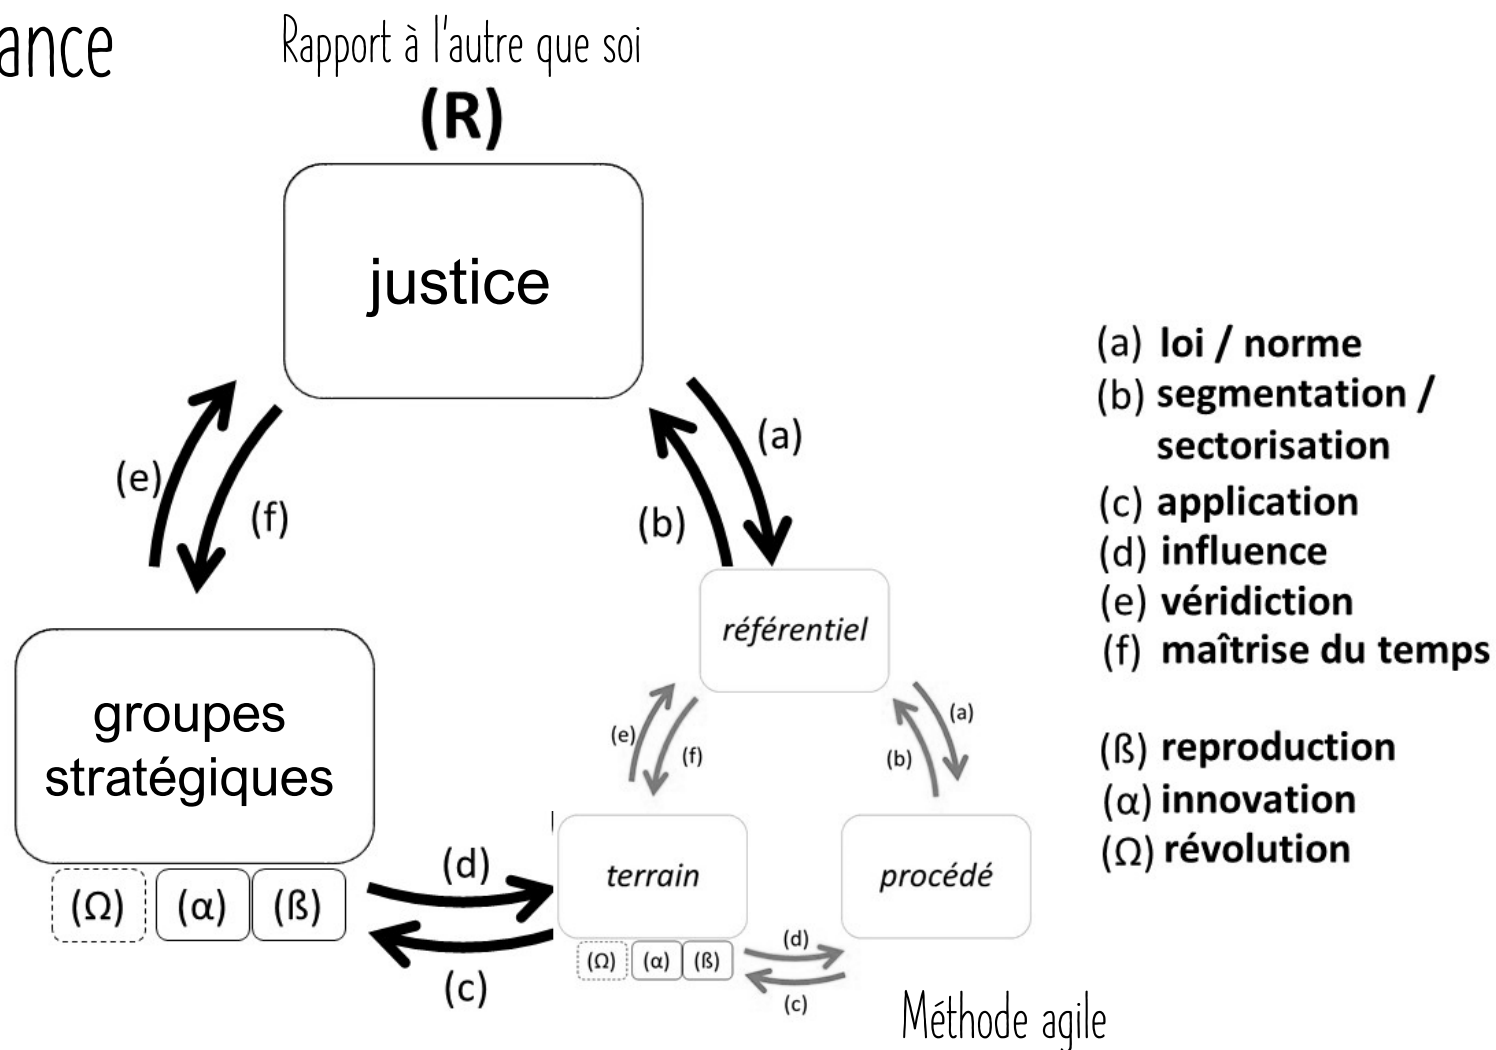 ance
Rapport à l'autre que soi
(R)
justice
(e)
(f)
(a)
(b)
référentiel
groupes
stratégiques
(Ω) (α) (ß)
(d)
(c)
(e)
(f)
(a)
(b)
terrain
procédé
(Ω) (α) (ß)
(d)
(c)
Méthode agile
(a) loi / norme
(b) segmentation /
sectorisation
(c) application
(d) influence
(e) véridiction
(f) maîtrise du temps
(ß) reproduction
(α) innovation
(Ω) révolution